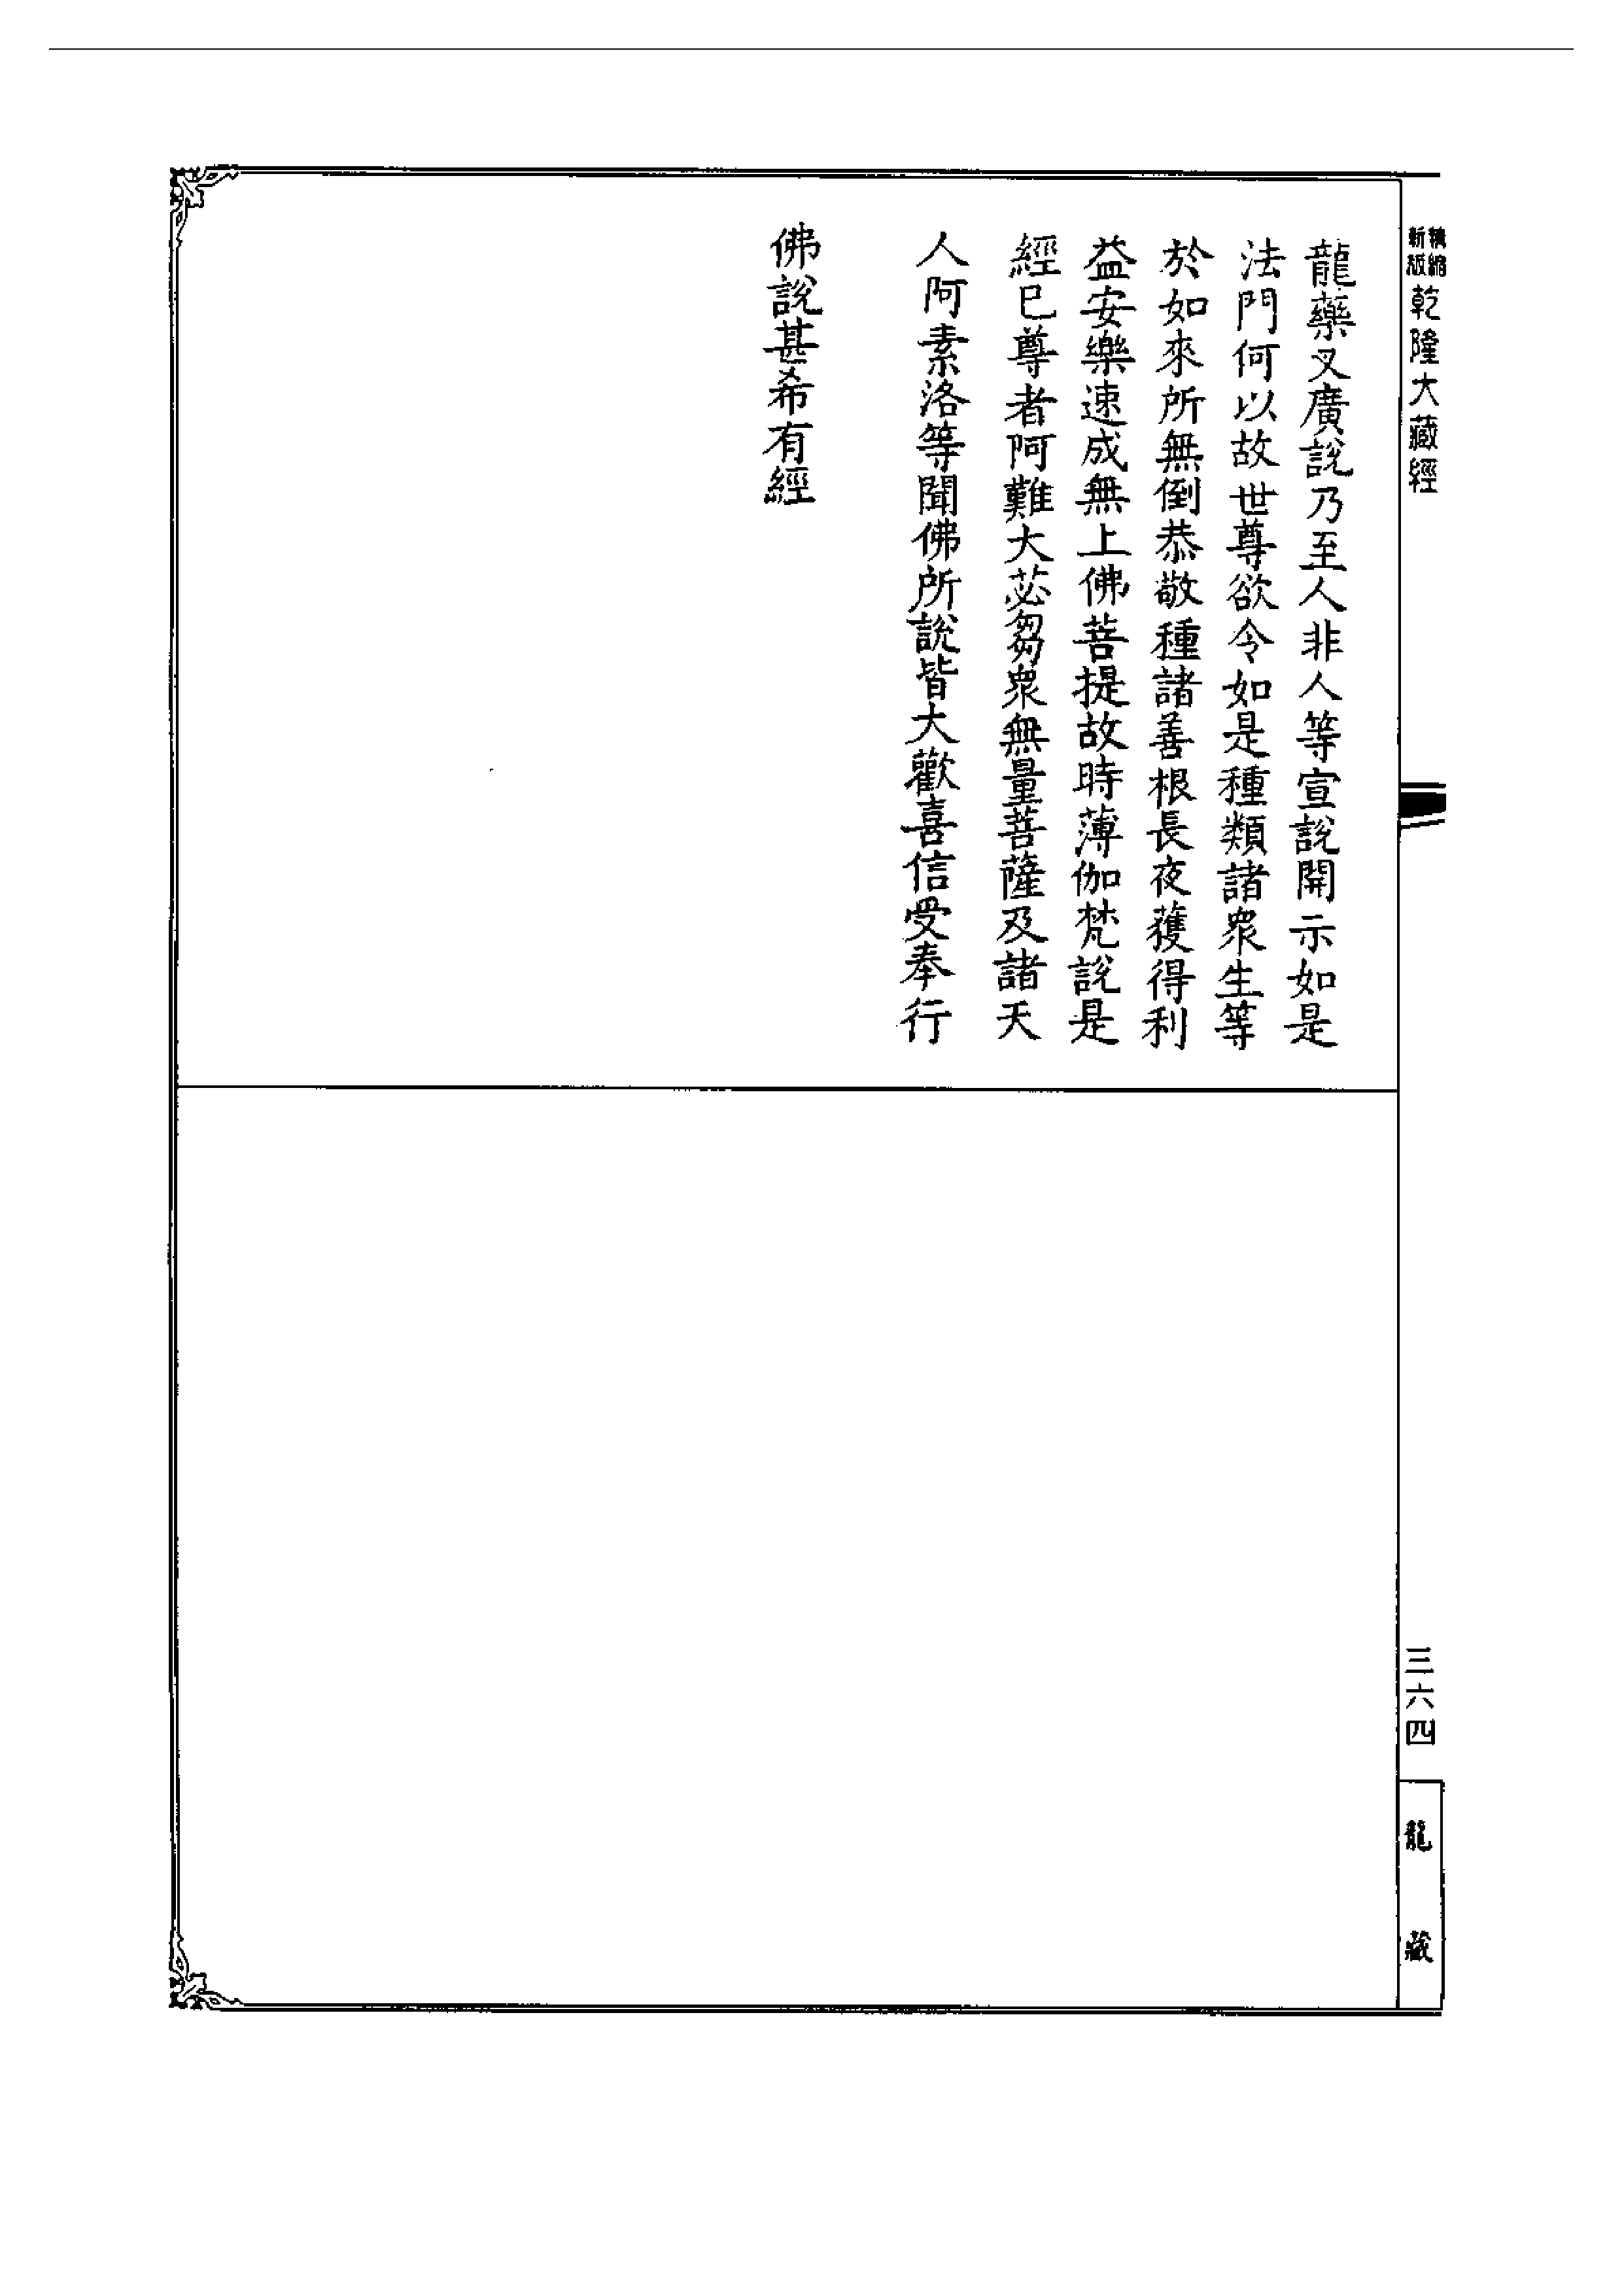 精縮新版乾隆大藏經
龍藥叉廣說乃至人非人等宣說開示如是
法門何以故世尊欲令如是種類諸衆生等
於如來所無倒恭敬種諸善根長夜獲得利
益安樂速成無上佛菩提故時薄伽梵說是
經已尊者阿難大苾芻衆無量菩薩及諸天
人阿素洛等聞佛所說皆大歡喜信受奉行
佛說甚希有經
三六四
龍藏